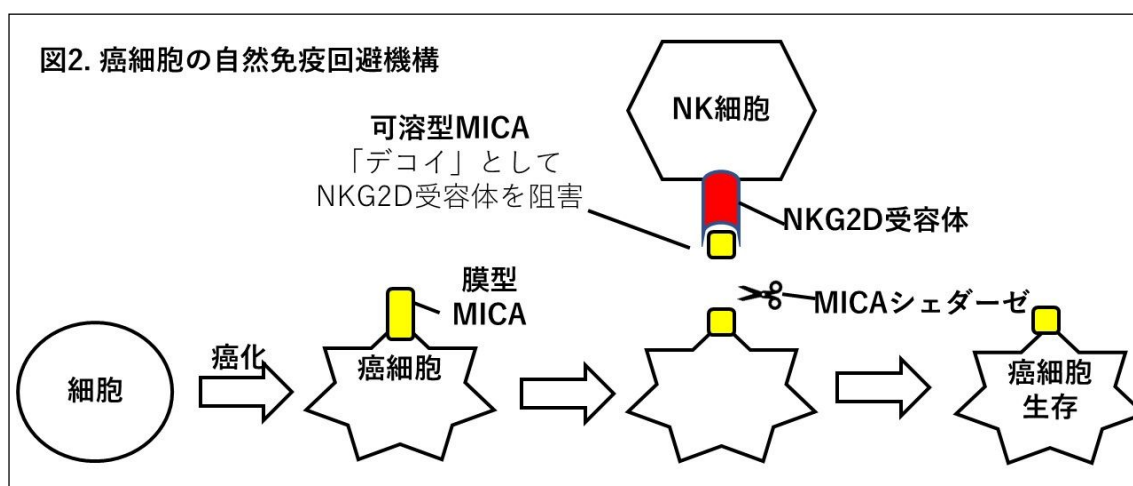 図2. 癌細胞の自然免疫回避機構
NK細胞
可溶型MICA
「デコイ」として
NKG2D受容体を阻害
NKG2D受容体
膜型
MICA
MICAシェダーゼ
細胞
癌化
癌細胞
癌細胞
生存